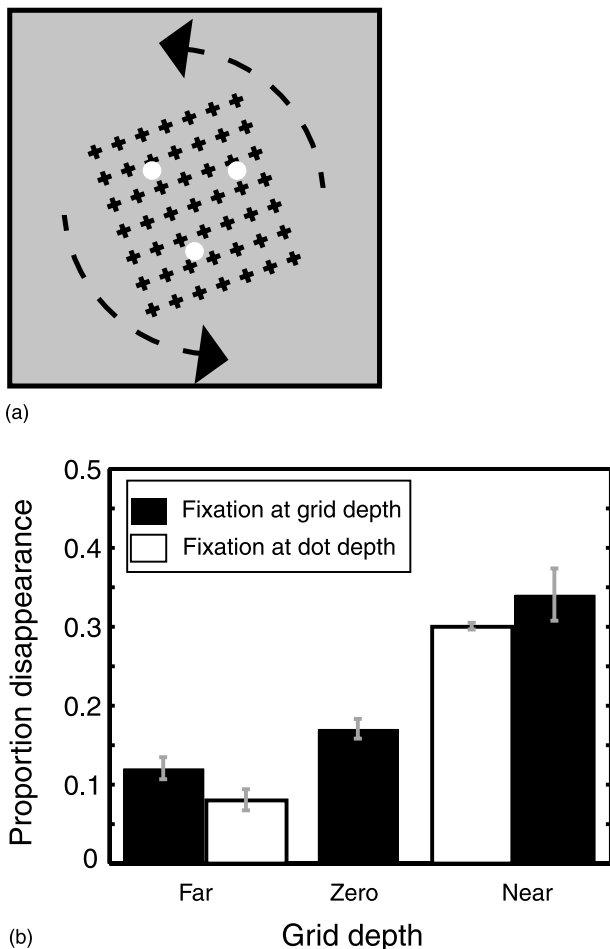 (a)
0.5
0.4
0.3
0.2
0.1
0
Proportion disappearance
Fixation at grid depth
Fixation at dot depth
Far Zero Near
Grid depth
(b)